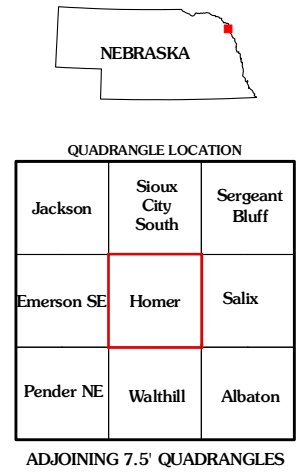 NEBRASKA
QUADRANGLE LOCATION
Jackson
Sioux
City
South
Sergeant
Bluff
Emerson SE
Homer
Salix
Pender NE
Walthill
Albaton
ADJOINING 7.5' QUADRANGLES